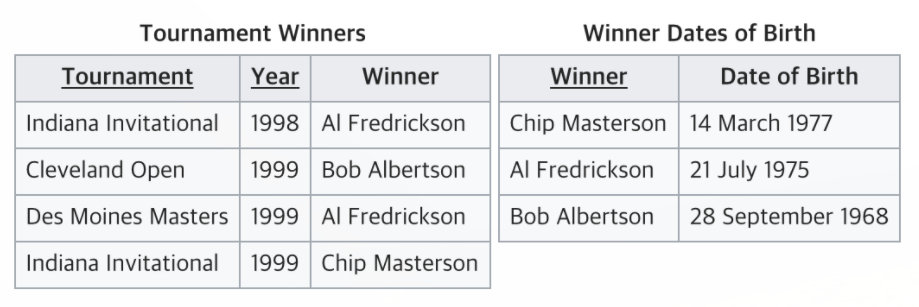 Tournament Winners
Tournament Year Winner
Indiana Invitational 1998 Al Fredrickson
Cleveland Open 1999 Bob Albertson
Des Moines Masters 1999 Al Fredrickson
Indiana Invitational 1999 Chip Masterson
Winner Dates of Birth
Winner Date of Birth
Chip Masterson 14 March 1977
Al Fredrickson 21 July 1975
Bob Albertson 28 September 1968